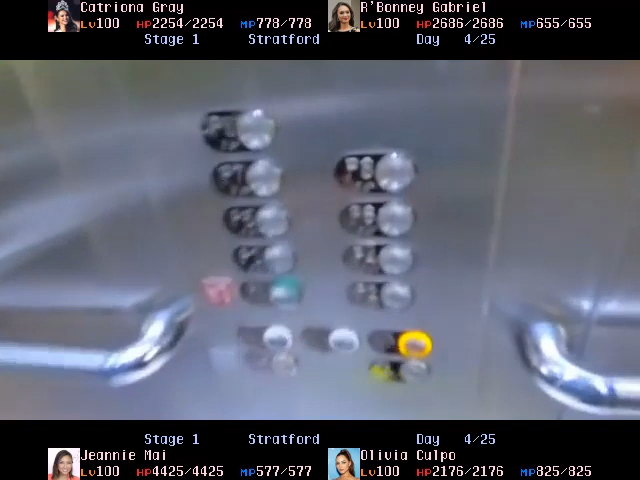 Catriona Gray
Lv100 HP2254/2254 MP778/778
R'Bonney Gabriel
Lv100 HP2686/2686 MP655/655
Stage 1 Stratford Day 4/25
Stage 1 Stratford Day 4/25
Jeannie Mai
Lv100 HP4425/4425 MP577/577
Olivia Culpo
Lv100 HP2176/2176 MP825/825